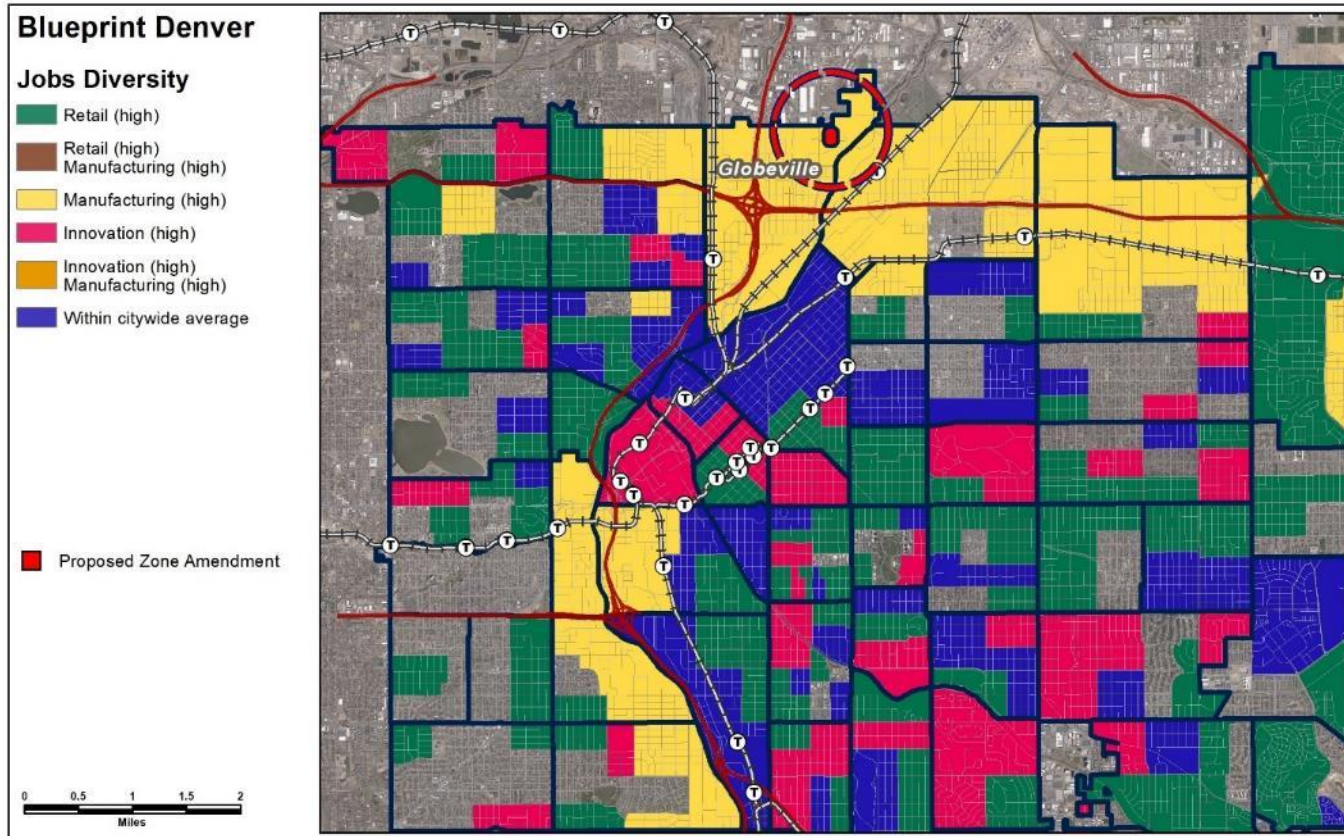 Blueprint Denver
Jobs Diversity
Retail (high)
Retail (high)
Manufacturing (high)
Manufacturing (high)
Innovation (high)
Innovation (high)
Manufacturing (high)
Within citywide average
Proposed Zone Amendment
0 0.5 1 1.5 2
Miles
T T T
Globeville
T
T T
T T
T
T
T T
T
T T
T T T
T T
T T T T
T
T
T